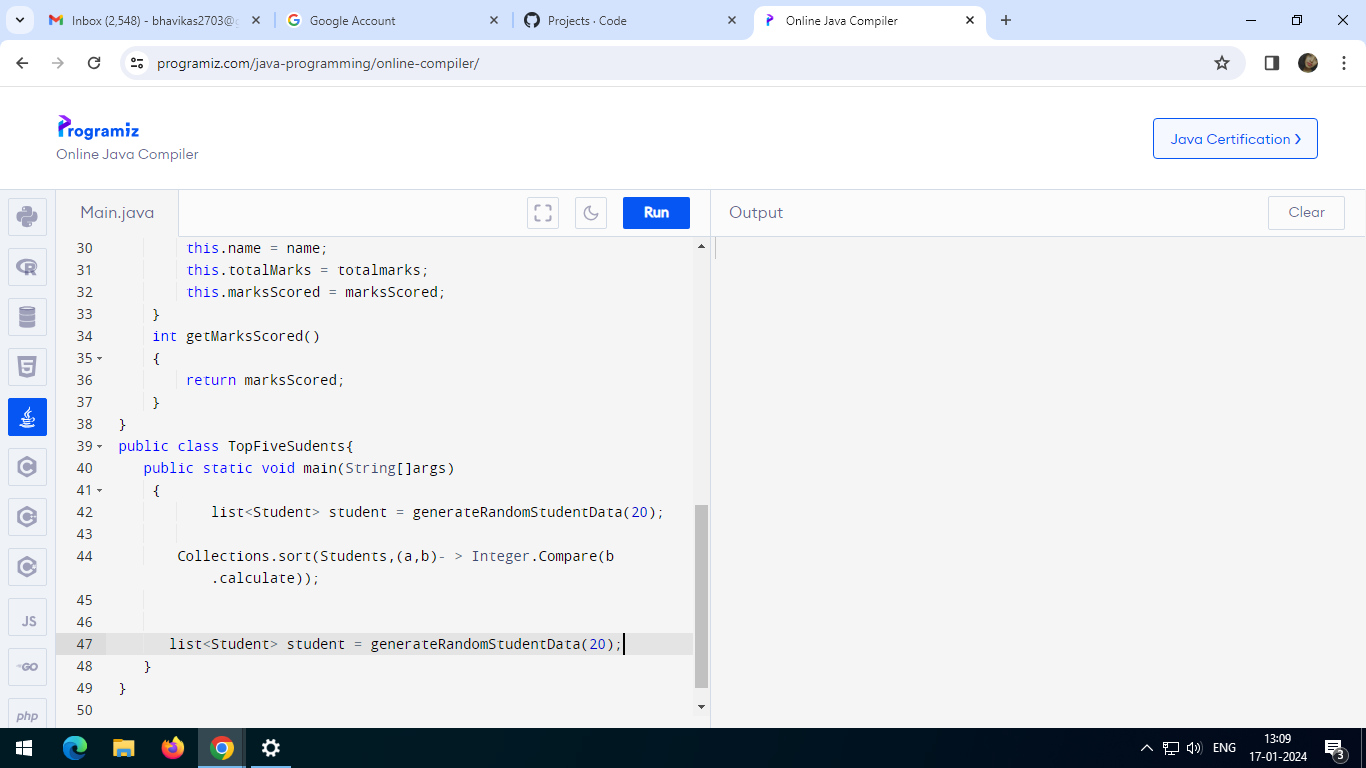 Inbox (2,548) - bhavikas2703@g
Google Account
Projects · Code
Online Java Compiler
programiz.com/java-programming/online-compiler/
Programiz
Online Java Compiler
Java Certification >
Main.java
Run
Output
Clear
30 this.name = name;
31 this.totalMarks = totalmarks;
32 this.marksScored = marksScored;
33 }
34 int getMarksScored()
35 {
36 return marksScored;
37 }
38 }
39 public class TopFiveSudents{
40 public static void main(String[]args)
41 {
42 list<Student> student = generateRandomStudentData(20);
43
44 Collections.sort(Students,(a,b)- > Integer.Compare(b
.calculate));
45
46
47 list<Student> student = generateRandomStudentData(20);
48 }
49 }
50
JS
GO
php
ENG
13:09
17-01-2024
3